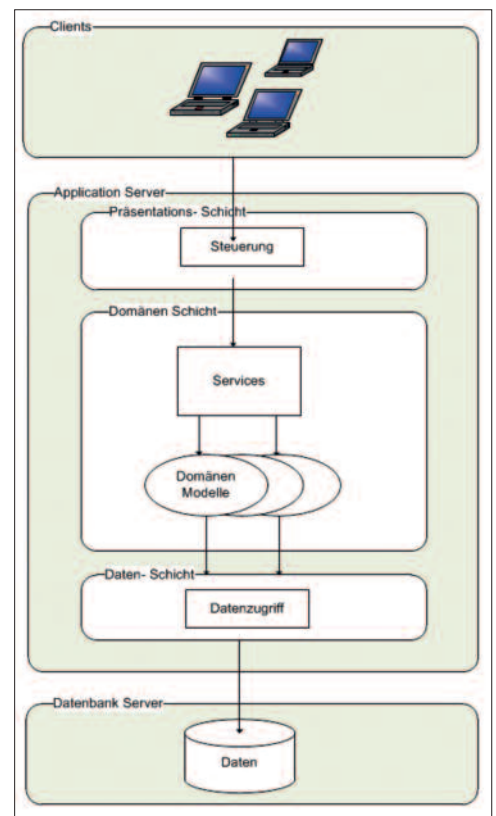 Clients
Application Server
Präsentations- Schicht
Steuerung
Domänen Schicht
Services
Domänen
Modelle
Daten- Schicht
Datenzugriff
Datenbank Server
Daten